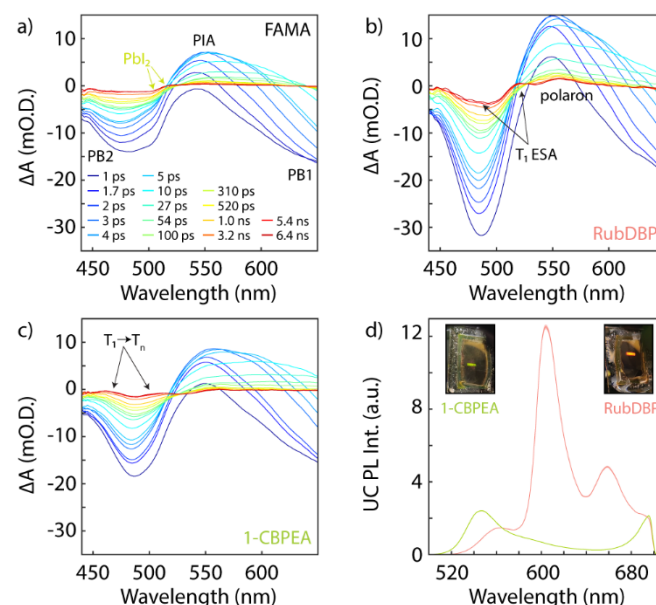 a)
FAMA
PbI2
PIA
PB2
PB1
1 ps
5 ps
1.7 ps
10 ps
310 ps
2 ps
27 ps
520 ps
3 ps
54 ps
1.0 ns
5.4 ns
4 ps
100 ps
3.2 ns
6.4 ns
10
0
-10
-20
-30
ΔA (mO.D.)
450 500 550 600
Wavelength (nm)
b)
polaron
T1 ESA
RubDBP
10
0
-10
-20
-30
ΔA (mO.D.)
450 500 550 600
Wavelength (nm)
c)
T1→Tn
1-CBPEA
10
0
-10
-20
-30
ΔA (mO.D.)
450 500 550 600
Wavelength (nm)
d)
1-CBPEA
RubDBP
12
8
4
0
UC PL Int. (a.u.)
520 600 680
Wavelength (nm)